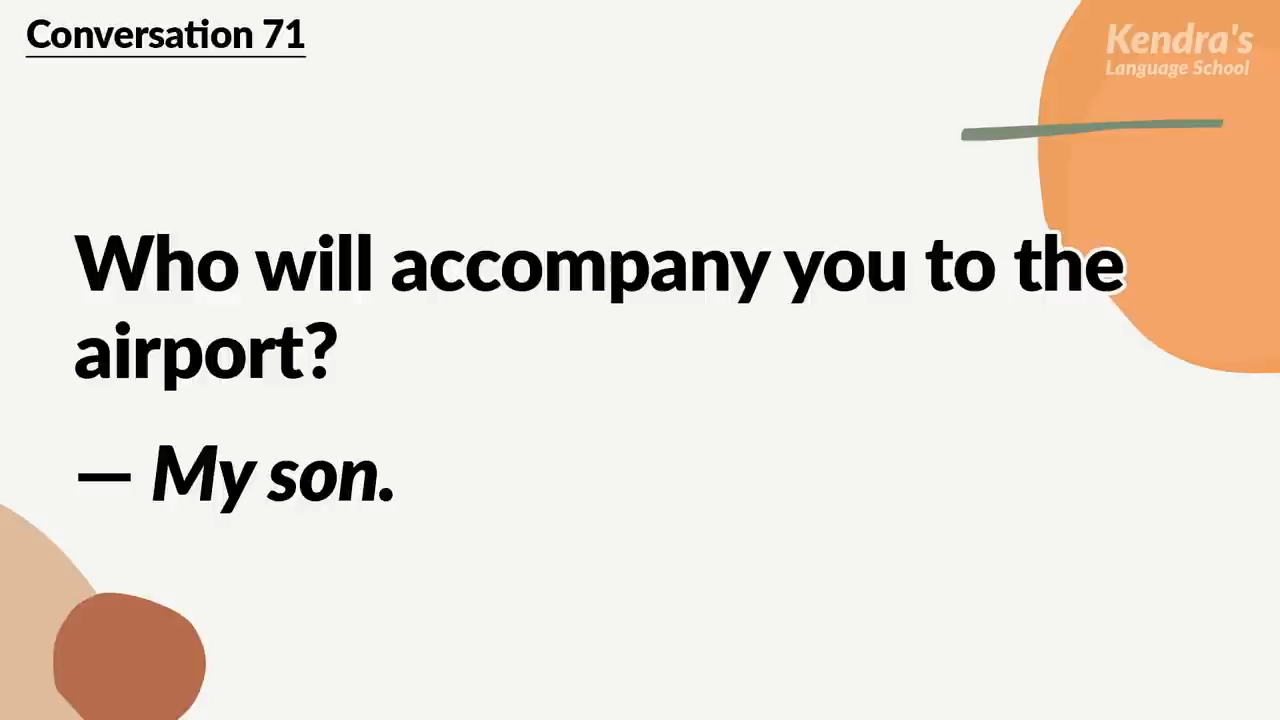 Conversation 71
Kendra's
Language School
Who will accompany you to the
airport?
— My son.